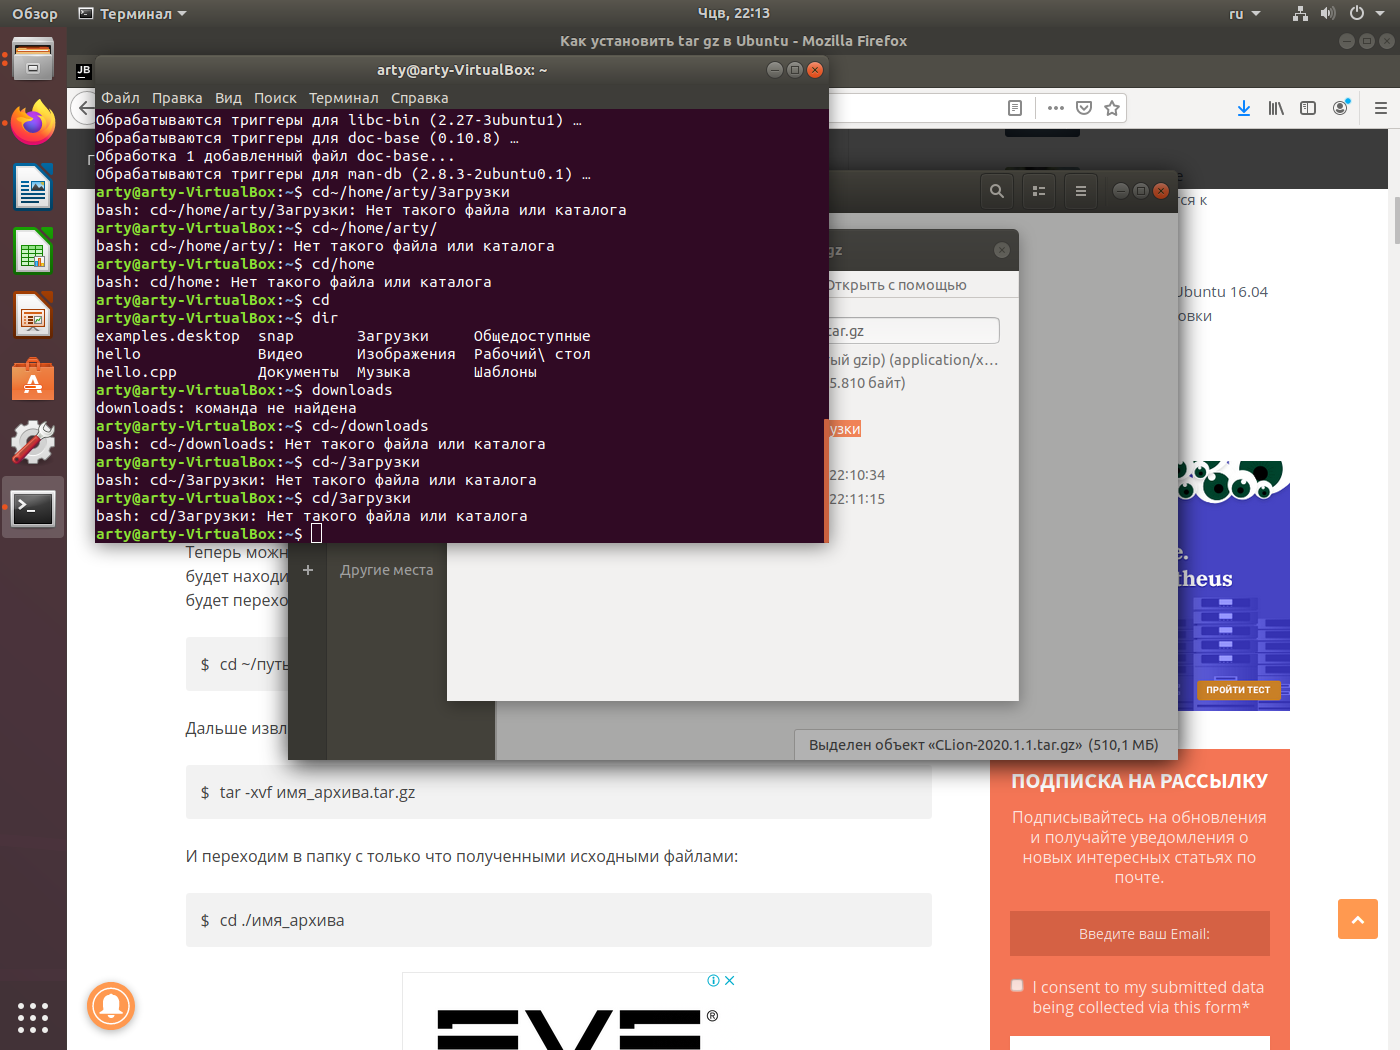 Обзор
Терминал
Чцв, 22:13
ru
Как установить tar gz в Ubuntu - Mozilla Firefox
JB
arty@arty-VirtualBox: ~
Файл Правка Вид Поиск Терминал Справка
Обрабатываются триггеры для libc-bin (2.27-3ubuntu1) …
Обрабатываются триггеры для doc-base (0.10.8) …
Обработка 1 добавленный файл doc-base...
Обрабатываются триггеры для man-db (2.8.3-2ubuntu0.1) …
arty@arty-VirtualBox:~$ cd~/home/arty/Загрузки
bash: cd~/home/arty/Загрузки: Нет такого файла или каталога
arty@arty-VirtualBox:~$ cd~/home/arty/
bash: cd~/home/arty/: Нет такого файла или каталога
arty@arty-VirtualBox:~$ cd/home
bash: cd/home: Нет такого файла или каталога
arty@arty-VirtualBox:~$ cd
arty@arty-VirtualBox:~$ dir
examples.desktop snap Загрузки Общедоступные
hello Видео Изображения Рабочий\ стол
hello.cpp Документы Музыка Шаблоны
arty@arty-VirtualBox:~$ downloads
downloads: команда не найдена
arty@arty-VirtualBox:~$ cd~/downloads
bash: cd~/downloads: Нет такого файла или каталога
arty@arty-VirtualBox:~$ cd~/Загрузки
bash: cd~/Загрузки: Нет такого файла или каталога
arty@arty-VirtualBox:~$ cd/Загрузки
bash: cd/Загрузки: Нет такого файла или каталога
arty@arty-VirtualBox:~$
gz
Открыть с помощью
tar.gz
тый gzip) (application/x…
5.810 байт)
узки
22:10:34
22:11:15
тся к
Ubuntu 16.04
овки
Другие места
Выделен объект «CLion-2020.1.1.tar.gz» (510,1 МБ)
Теперь можн
будет находи
будет перехо
$ cd ~/путь
Дальше извл
$ tar -xvf имя_архива.tar.gz
И переходим в папку с только что полученными исходными файлами:
$ cd ./имя_архива
EVE®
e.
theus
ПРОЙТИ ТЕСТ
ПОДПИСКА НА РАССЫЛКУ
Подписывайтесь на обновления
и получайте уведомления о
новых интересных статьях по
почте.
Введите ваш Email:
I consent to my submitted data
being collected via this form*